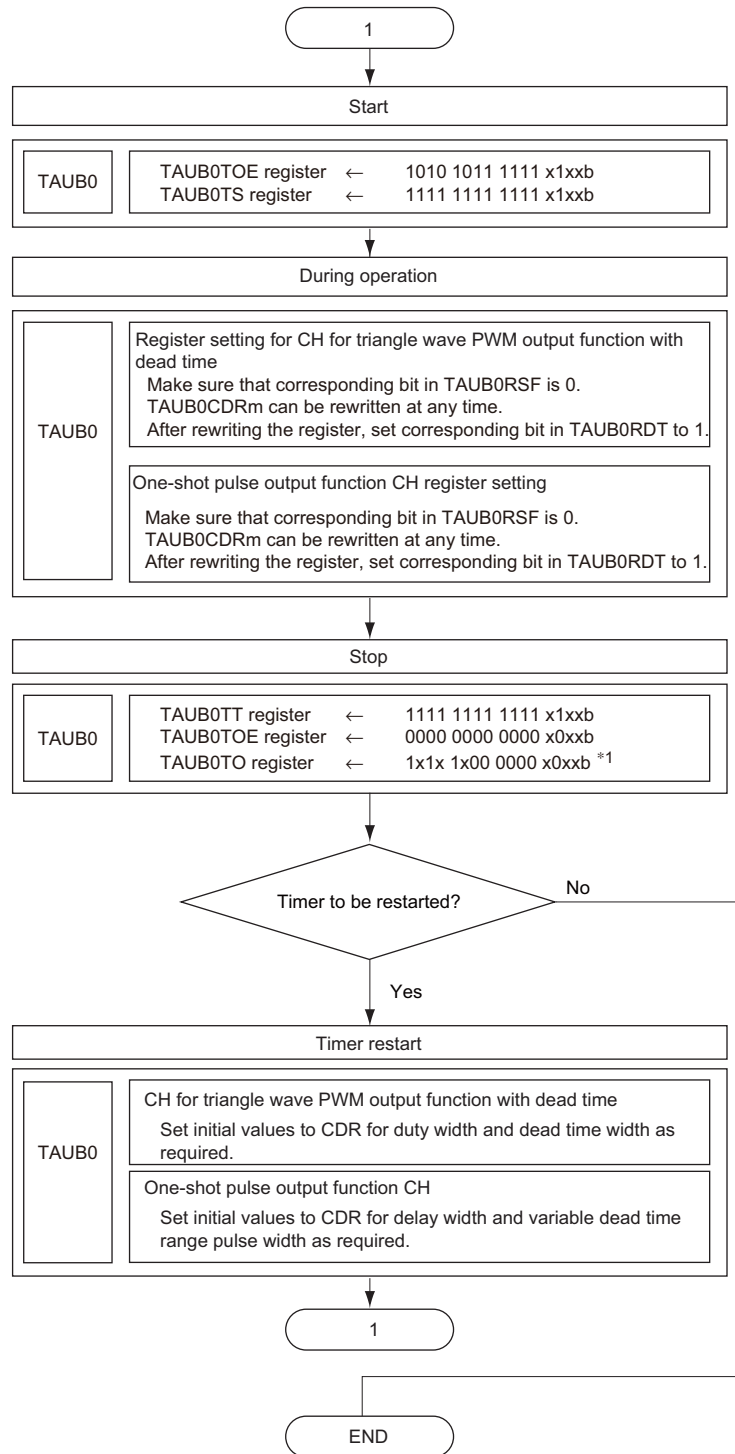 1
Start
TAUB0
TAUB0TOE register ← 1010 1011 1111 x1xxb
TAUB0TS register ← 1111 1111 1111 x1xxb
During operation
TAUB0
Register setting for CH for triangle wave PWM output function with
dead time
Make sure that corresponding bit in TAUB0RSF is 0.
TAUB0CDRm can be rewritten at any time.
After rewriting the register, set corresponding bit in TAUB0RDT to 1.
One-shot pulse output function CH register setting
Make sure that corresponding bit in TAUB0RSF is 0.
TAUB0CDRm can be rewritten at any time.
After rewriting the register, set corresponding bit in TAUB0RDT to 1.
Stop
TAUB0
TAUB0TT register ← 1111 1111 1111 x1xxb
TAUB0TOE register ← 0000 0000 0000 x0xxb
TAUB0TO register ← 1x1x 1x00 0000 x0xxb *1
Timer to be restarted?
No
Yes
Timer restart
TAUB0
CH for triangle wave PWM output function with dead time
Set initial values to CDR for duty width and dead time width as
required.
One-shot pulse output function CH
Set initial values to CDR for delay width and variable dead time
range pulse width as required.
1
END